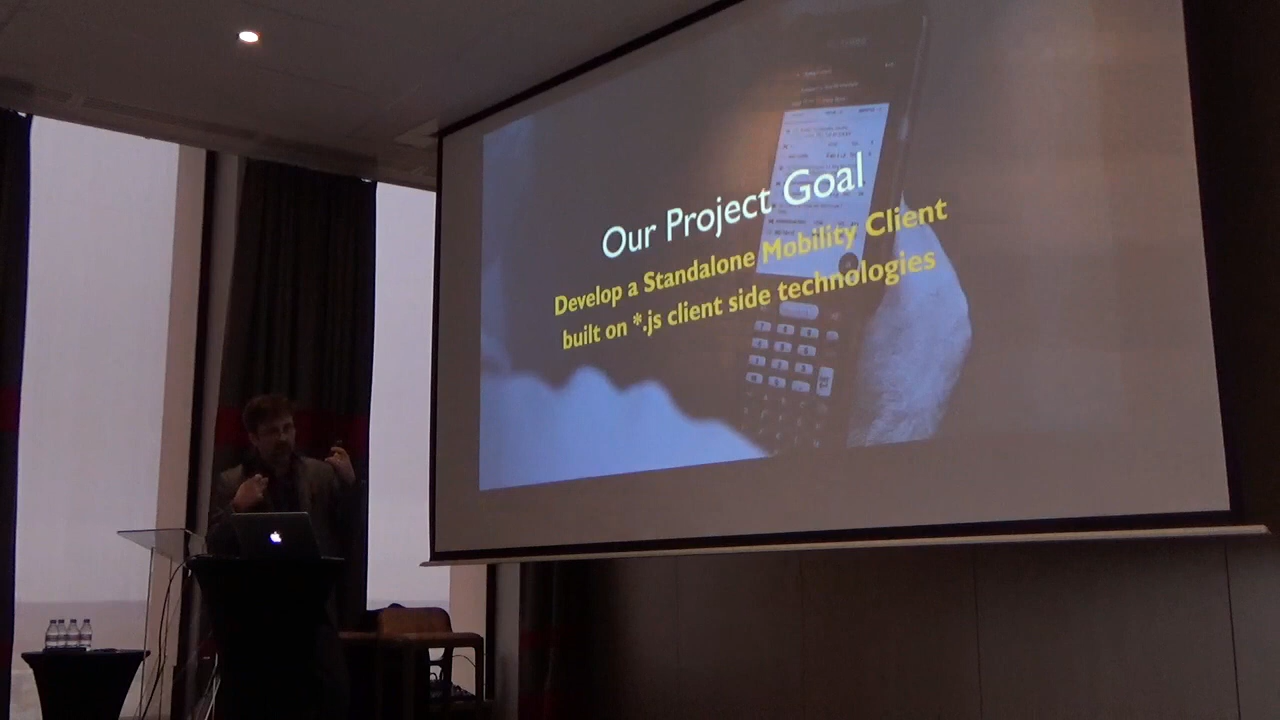 Our Project Goal
Develop a Standalone Mobility Client
built on *.js client side technologies